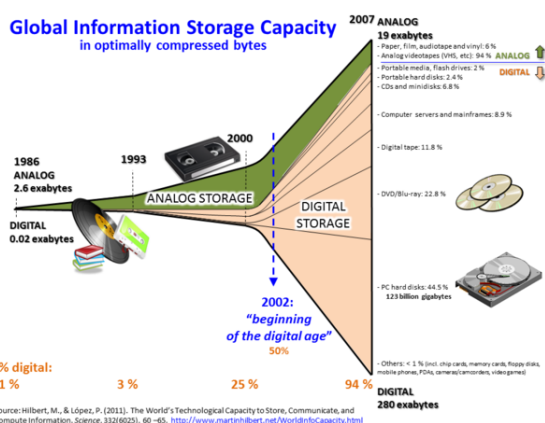 Global Information Storage Capacity
in optimally compressed bytes
2007 ANALOG
19 exabytes
- Paper, film, audiotape and vinyl: 6 %
- Analog videotapes (VHS, etc): 94 %
ANALOG
- Portable media, flash drives: 2 %
DIGITAL
- Portable hard disks: 2.4 %
- CDs and minidisks: 6.8 %
- Computer servers and mainframes: 8.9 %
- Digital tape: 11.8 %
- DVD/Blu-ray: 22.8 %
- PC hard disks: 44.5 %
123 billion gigabytes
- Others: < 1 % (incl. chip cards, memory cards, floppy disks,
mobile phones, PDAs, cameras/camcorders, video games)
DIGITAL
280 exabytes
1986
ANALOG
2.6 exabytes
DIGITAL
0.02 exabytes
1993
2000
ANALOG STORAGE
DIGITAL
STORAGE
2002:
"beginning
of the digital age"
50%
% digital:
1 %
3 %
25 %
94 %
ource: Hilbert, M., & López, P. (2011). The World's Technological Capacity to Store, Communicate, and
ompute Information. Science, 332(6025), 60 –65. http://www.martinhilbert.net/WorldInfoCapacity.html